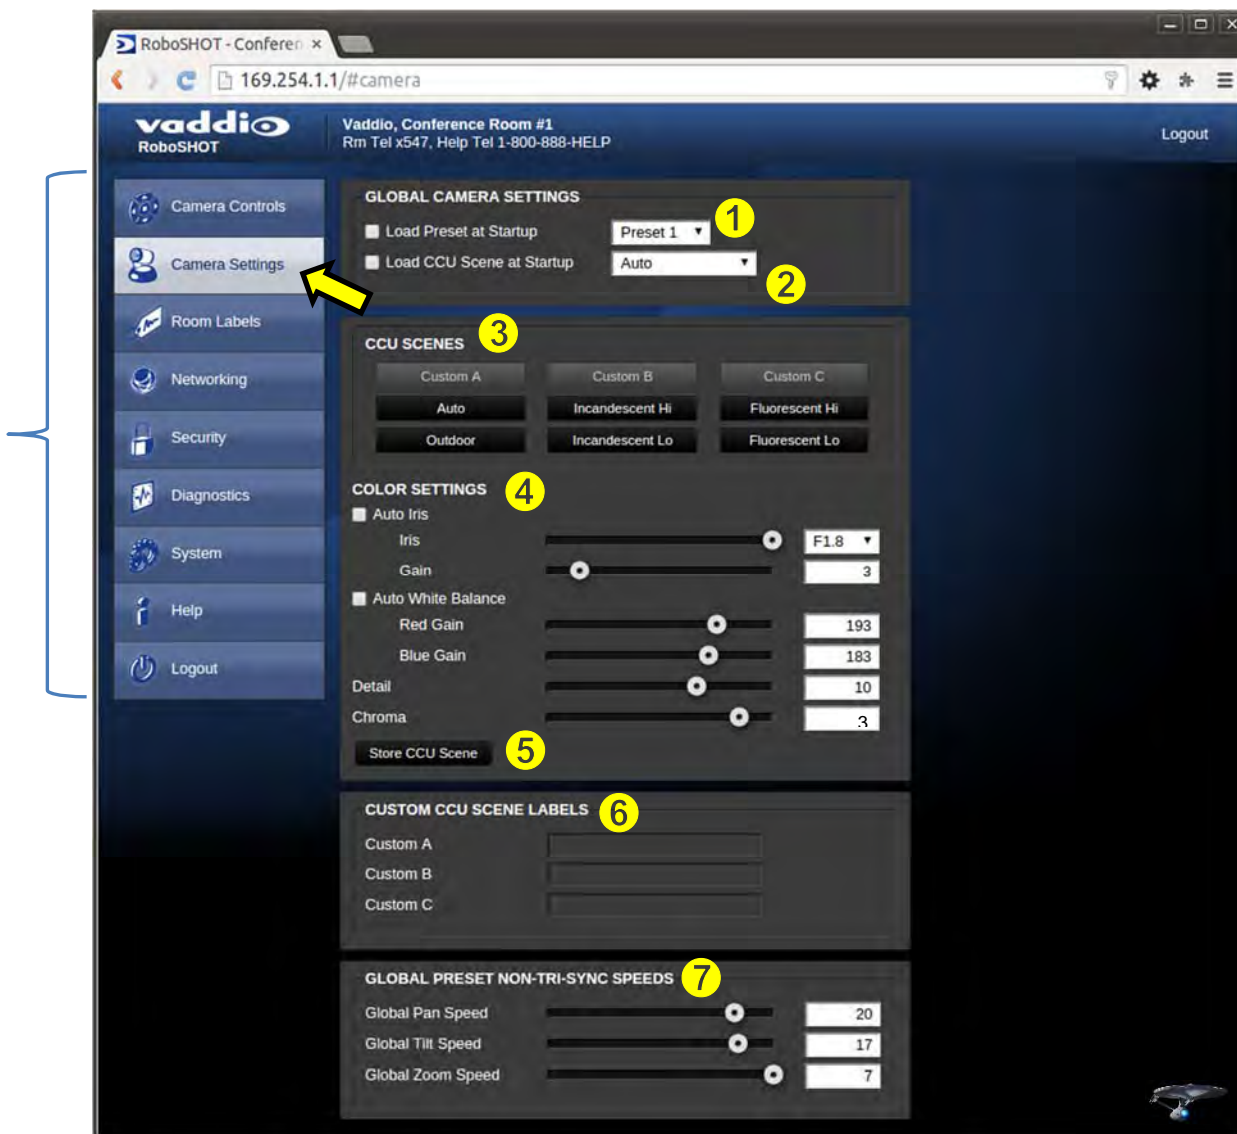 RoboSHOT - Conferen ×
169.254.1.1/#camera
vaddio
RoboSHOT
Vaddio, Conference Room #1
Rm Tel x547, Help Tel 1-800-888-HELP
Logout
Camera Controls
Camera Settings
Room Labels
Networking
Security
Diagnostics
System
Help
Logout
GLOBAL CAMERA SETTINGS
Load Preset at Startup Preset 1 1
Load CCU Scene at Startup Auto
2
CCU SCENES 3
Custom A Custom B Custom C
Auto Incandescent Hi Fluorescent Hi
Outdoor Incandescent Lo Fluorescent Lo
COLOR SETTINGS 4
Auto Iris
Iris F1.8
Gain 3
Auto White Balance
Red Gain 193
Blue Gain 183
Detail 10
Chroma 3
Store CCU Scene 5
CUSTOM CCU SCENE LABELS 6
Custom A
Custom B
Custom C
GLOBAL PRESET NON-TRI-SYNC SPEEDS 7
Global Pan Speed 20
Global Tilt Speed 17
Global Zoom Speed 7